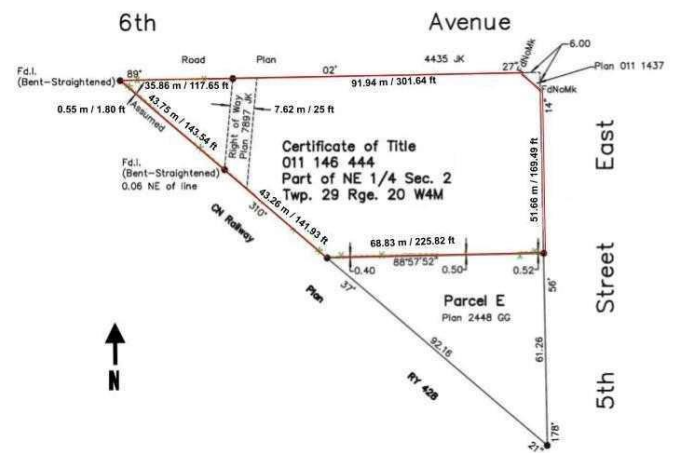 6th Avenue
Road Plan 4435 JK
Fd.I.
(Bent-Straightened)
89°
02'
27"
FdNoMk
6.00
Plan 011 1437
FdNoMk
35.86 m / 117.65 ft
91.94 m / 301.64 ft
0.55 m / 1.80 ft
Assumed
43.75 m / 143.54 ft
Right of Way
Plan 7897 JK
7.62 m / 25 ft
14"
East
Certificate of Title
011 146 444
Part of NE 1/4 Sec. 2
Twp. 29 Rge. 20 W4M
51.66 m / 169.49 ft
Fd.I.
(Bent-Straightened)
0.06 NE of line
310°
43.26 m / 141.93 ft
CN Railway
68.83 m / 225.82 ft
88°57'52"
0.40
0.50
0.52
Street
56'
37'
Plan
Parcel E
Plan 2448 GG
92.16
61.26
RY 428
5th
N
21"
178°